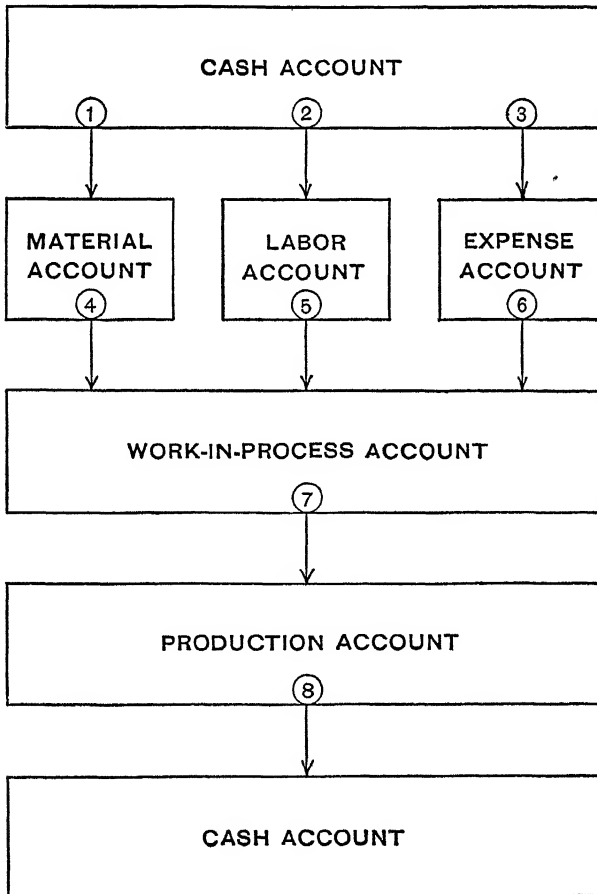 CASH ACCOUNT
1 2 3
MATERIAL ACCOUNT
LABOR ACCOUNT
EXPENSE ACCOUNT
4 5 6
WORK-IN-PROCESS ACCOUNT
7
PRODUCTION ACCOUNT
8
CASH ACCOUNT